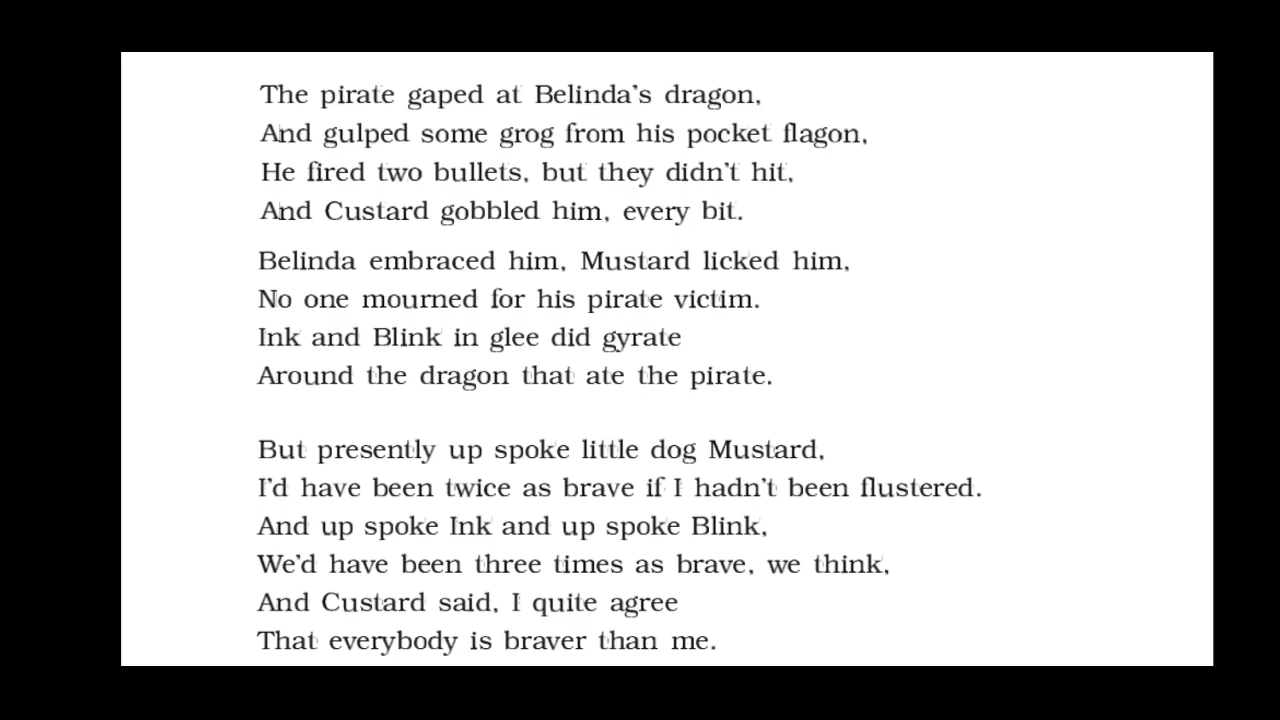 The pirate gaped at Belinda's dragon,
And gulped some grog from his pocket flagon,
He fired two bullets, but they didn't hit,
And Custard gobbled him, every bit.
Belinda embraced him, Mustard licked him,
No one mourned for his pirate victim.
Ink and Blink in glee did gyrate
Around the dragon that ate the pirate.
But presently up spoke little dog Mustard,
I'd have been twice as brave if I hadn't been flustered.
And up spoke Ink and up spoke Blink,
We'd have been three times as brave, we think,
And Custard said, I quite agree
That everybody is braver than me.